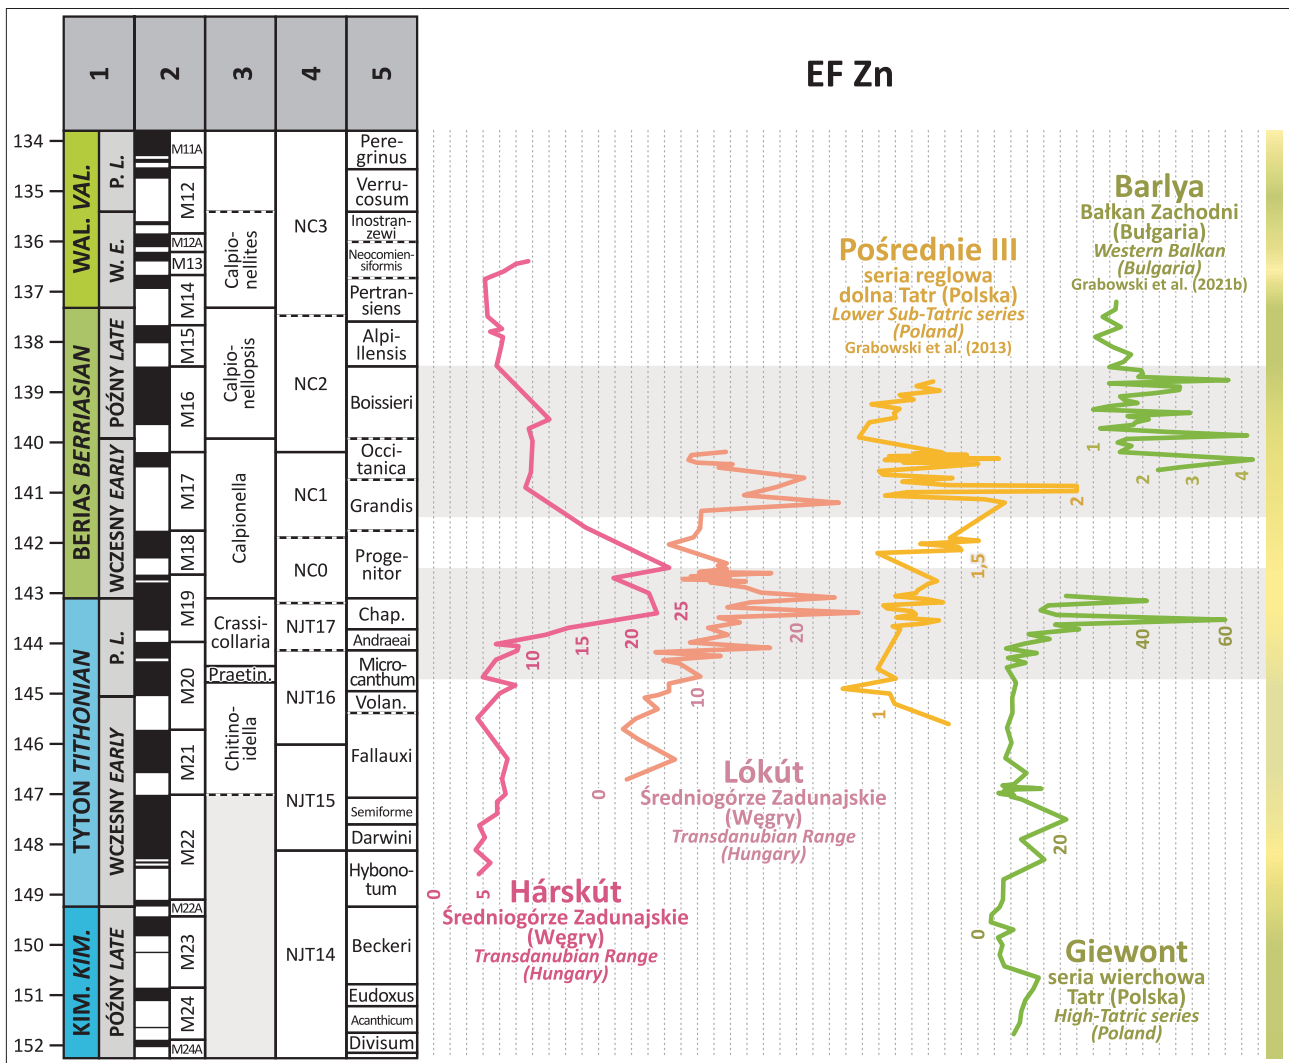 1
2
3
4
5
EF Zn
134
135
136
137
138
139
140
141
142
143
144
145
146
147
148
149
150
151
152
WAL. VAL.
BERIAS BERRIASIAN
TYTON TITHONIAN
KIM. KIM.
P. L.
W. E.
PÓŹNY LATE
WCZESNY EARLY
P. L.
WCZESNY EARLY
PÓŹNY LATE
M11A
M12
M12A
M13
M14
M15
M16
M17
M18
M19
M20
M21
M22
M22A
M23
M24
M24A
Calpio-
nellites
Calpio-
nellopsis
Calpionella
Crassi-
collaria
Praetin.
Chitino-
idella
NC3
NC2
NC1
NC0
NJT17
NJT16
NJT15
NJT14
Pere-
grinus
Verru-
cosum
Inostran-
zewi
Neocomien-
siformis
Pertran-
siens
Alpi-
llensis
Boissieri
Occi-
tanica
Grandis
Proge-
nitor
Chap.
Andraeai
Micro-
canthum
Volan.
Fallauxi
Semiforme
Darwini
Hybono-
tum
Beckeri
Eudoxus
Acanthicum
Divisum
Barlya
Bałkan Zachodni
(Bułgaria)
Western Balkan
(Bulgaria)
Grabowski et al. (2021b)
1
2
3
4
Pośrednie III
seria reglowa
dolna Tatr (Polska)
Lower Sub-Tatric series
(Poland)
Grabowski et al. (2013)
1
1,5
2
Lókút
Średniogórze Zadunajskie
(Węgry)
Transdanubian Range
(Hungary)
0
10
20
Hárskút
Średniogórze Zadunajskie
(Węgry)
Transdanubian Range
(Hungary)
0
5
10
15
20
25
Giewont
seria wierchowa
Tatr (Polska)
High-Tatric series
(Poland)
0
20
40
60